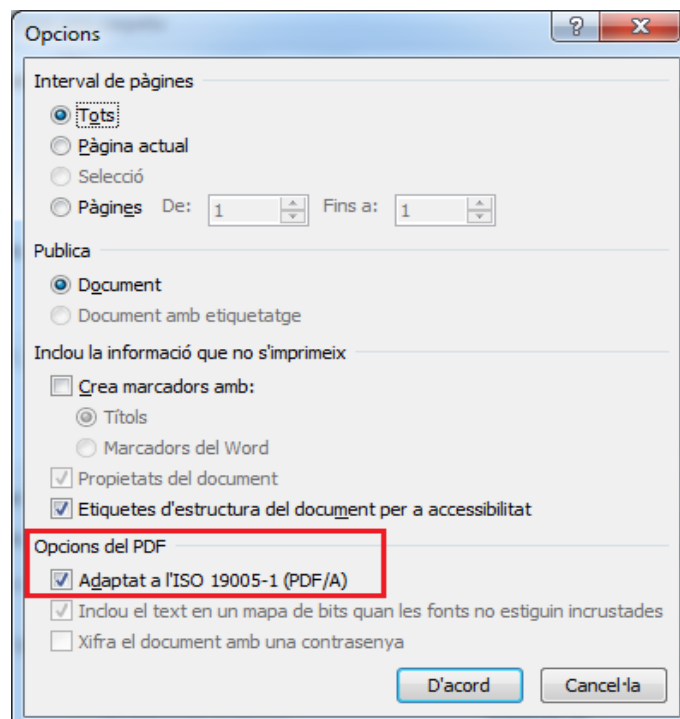 Opcions
Interval de pàgines
Tots
Pàgina actual
Selecció
Pàgines De: 1 Fins a: 1
Publica
Document
Document amb etiquetatge
Inclou la informació que no s'imprimeix
Crea marcadors amb:
Títols
Marcadors del Word
Propietats del document
Etiquetes d'estructura del document per a accessibilitat
Opcions del PDF
Adaptat a l'ISO 19005-1 (PDF/A)
Inclou el text en un mapa de bits quan les fonts no estiguin incrustades
Xifra el document amb una contrasenya
D'acord Cancel·la